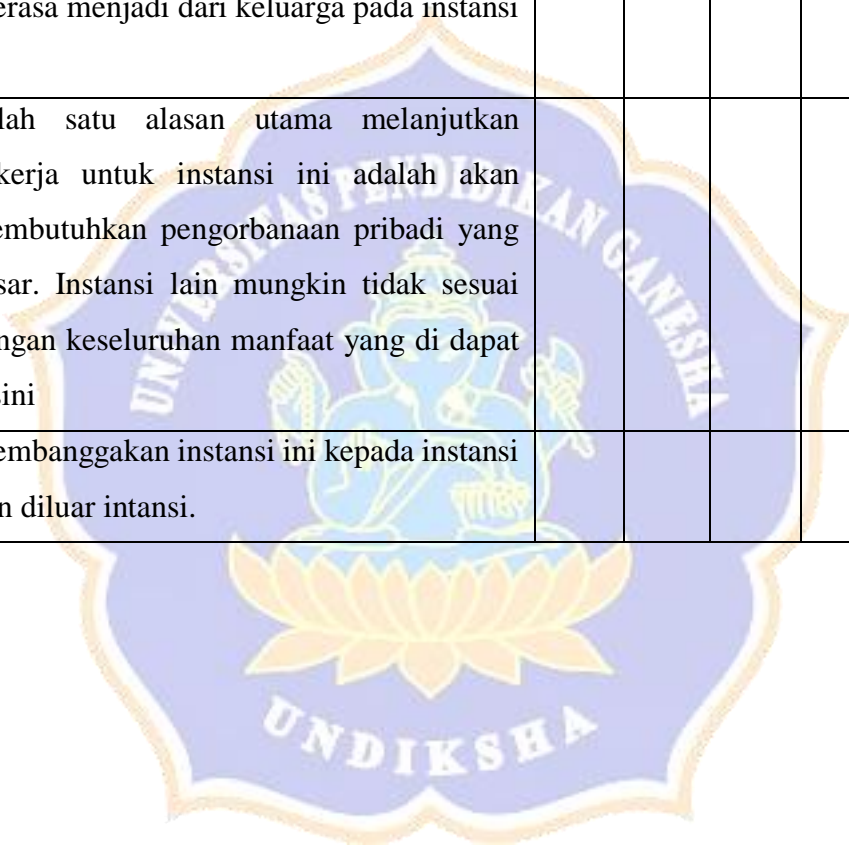 erasa menjadi dari keluarga pada instansi
lah satu alasan utama melanjutkan
kerja untuk instansi ini adalah akan
embutuhkan pengorbanaan pribadi yang
sar. Instansi lain mungkin tidak sesuai
ngan keseluruhan manfaat yang di dapat
sini
embanggakan instansi ini kepada instansi
n diluar intansi.
UNIVERSITAS PENDIDIKAN GANESHA
UNDIKSHA